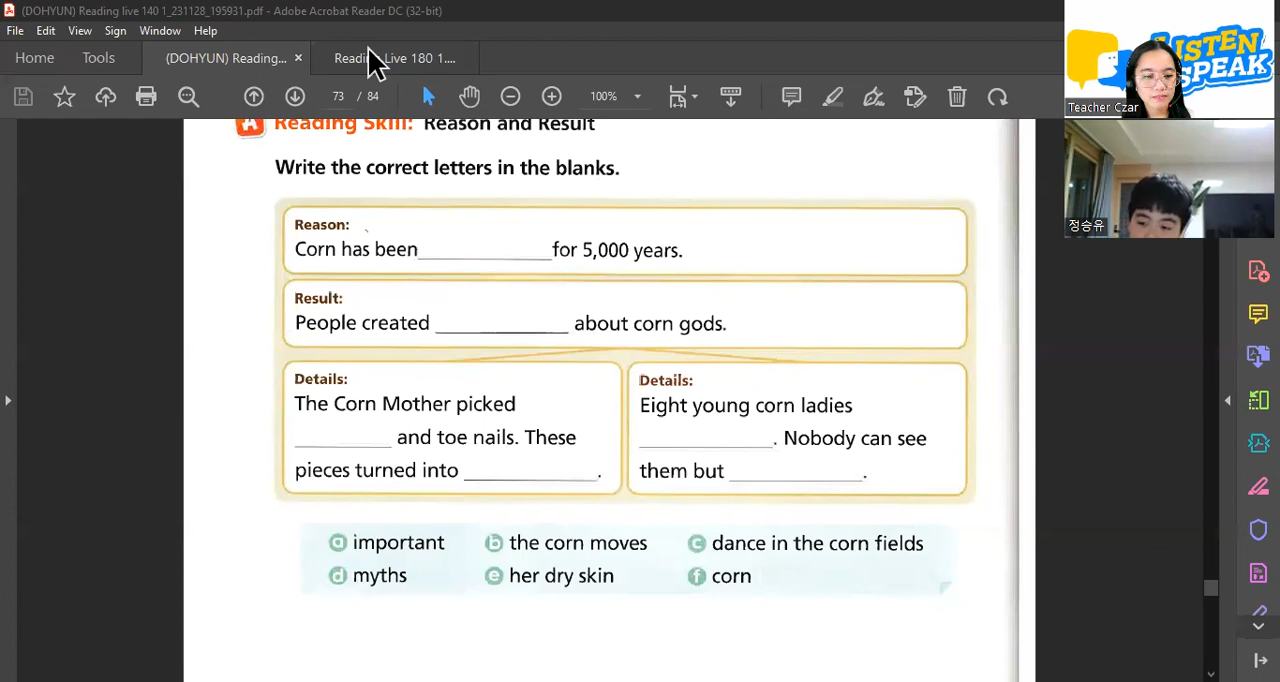 (DOHYUN) Reading live 140 1_231128_195931.pdf - Adobe Acrobat Reader DC (32-bit)
File Edit View Sign Window Help
Home Tools (DOHYUN) Reading... × Reading Live 180 1....
73 / 84 100%
LISTEN
SPEAK
Teacher Czar
정승유
A Reading Skill: Reason and Result
Write the correct letters in the blanks.
Reason:
Corn has been____________for 5,000 years.
Result:
People created ____________ about corn gods.
Details:
The Corn Mother picked
_________ and toe nails. These
pieces turned into ____________.
Details:
Eight young corn ladies
____________. Nobody can see
them but ____________.
a important b the corn moves c dance in the corn fields
d myths e her dry skin f corn